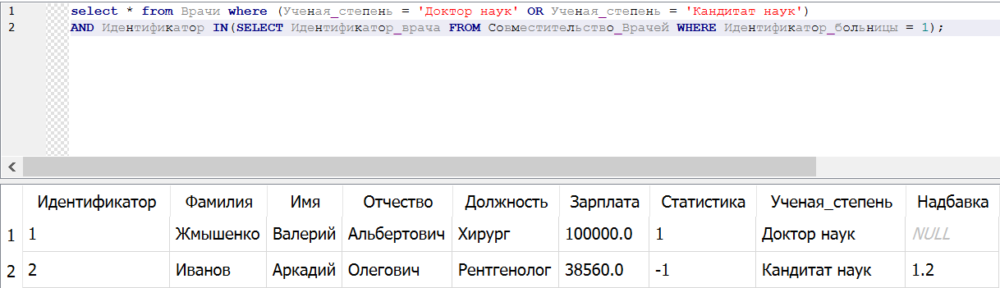 1 select * from Врачи where (Ученая_степень = 'Доктор наук' OR Ученая_степень = 'Кандитат наук')
2 AND Идентификатор IN(SELECT Идентификатор_врача FROM Совместительство_Врачей WHERE Идентификатор_больницы = 1);
Идентификатор Фамилия Имя Отчество Должность Зарплата Статистика Ученая_степень Надбавка
1 1 Жмышенко Валерий Альбертович Хирург 100000.0 1 Доктор наук NULL
2 2 Иванов Аркадий Олегович Рентгенолог 38560.0 -1 Кандитат наук 1.2